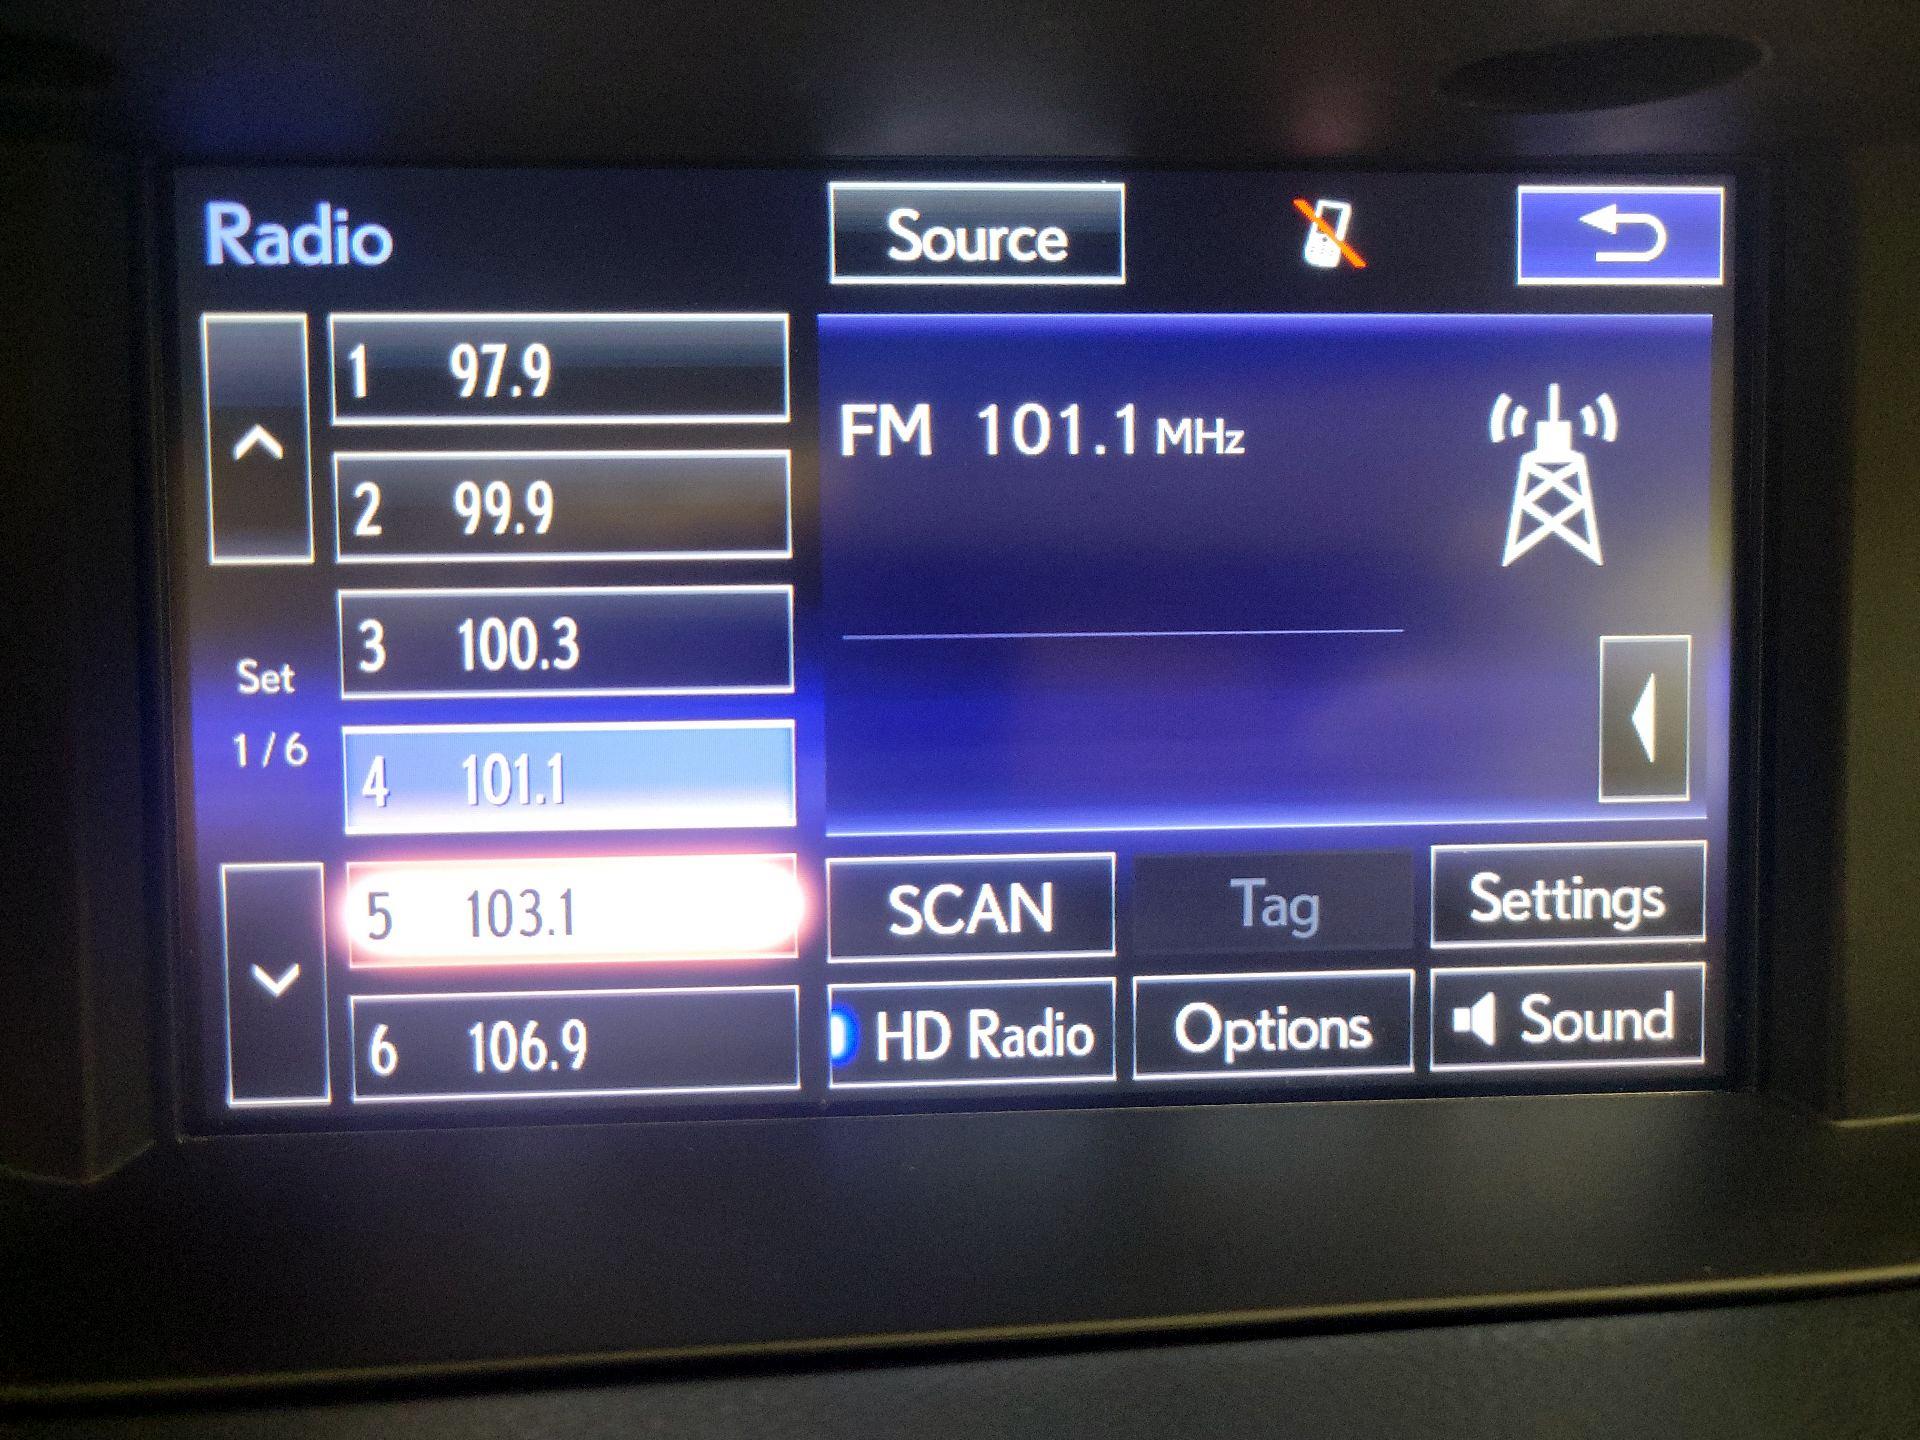 Radio
Source
1 97.9
2 99.9
3 100.3
4 101.1
5 103.1
6 106.9
Set
1 / 6
FM 101.1 MHz
SCAN
Tag
Settings
HD Radio
Options
Sound